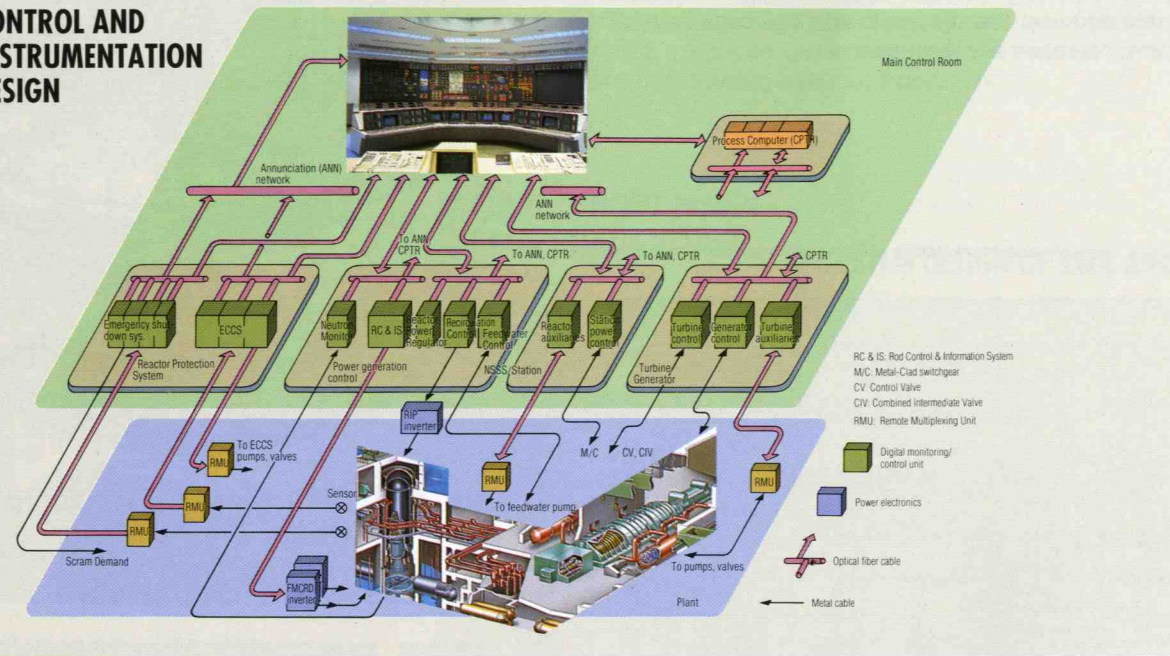 ONTROL AND
NSTRUMENTATION
ESIGN
Main Control Room
Process Computer (CPTR)
Annunciation (ANN)
network
ANN
network
To ANN,
CPTR
To ANN, CPTR
To ANN, CPTR
CPTR
Emergency shut-
down sys.
ECCS
Reactor Protection
System
Neutron
Monitor
RC & IS
Reactor
Power
Regulator
Recirculation
Control
Feedwater
Control
Power generation
control
NSSS/Station
Reactor
auxiliaries
Station
power
control
Turbine
control
Generator
control
Turbine
auxiliaries
Turbine
Generator
RC & IS: Rod Control & Information System
M/C: Metal-Clad switchgear
CV: Control Valve
CIV: Combined Intermediate Valve
RMU: Remote Multiplexing Unit
Digital monitoring/
control unit
Power electronics
Optical fiber cable
Metal cable
RIP
inverter
M/C
CV, CIV
RMU
To ECCS
pumps, valves
RMU
RMU
Sensor
RMU
RMU
To feedwater pump
Scram Demand
FMCRD
inverter
To pumps, valves
Plant